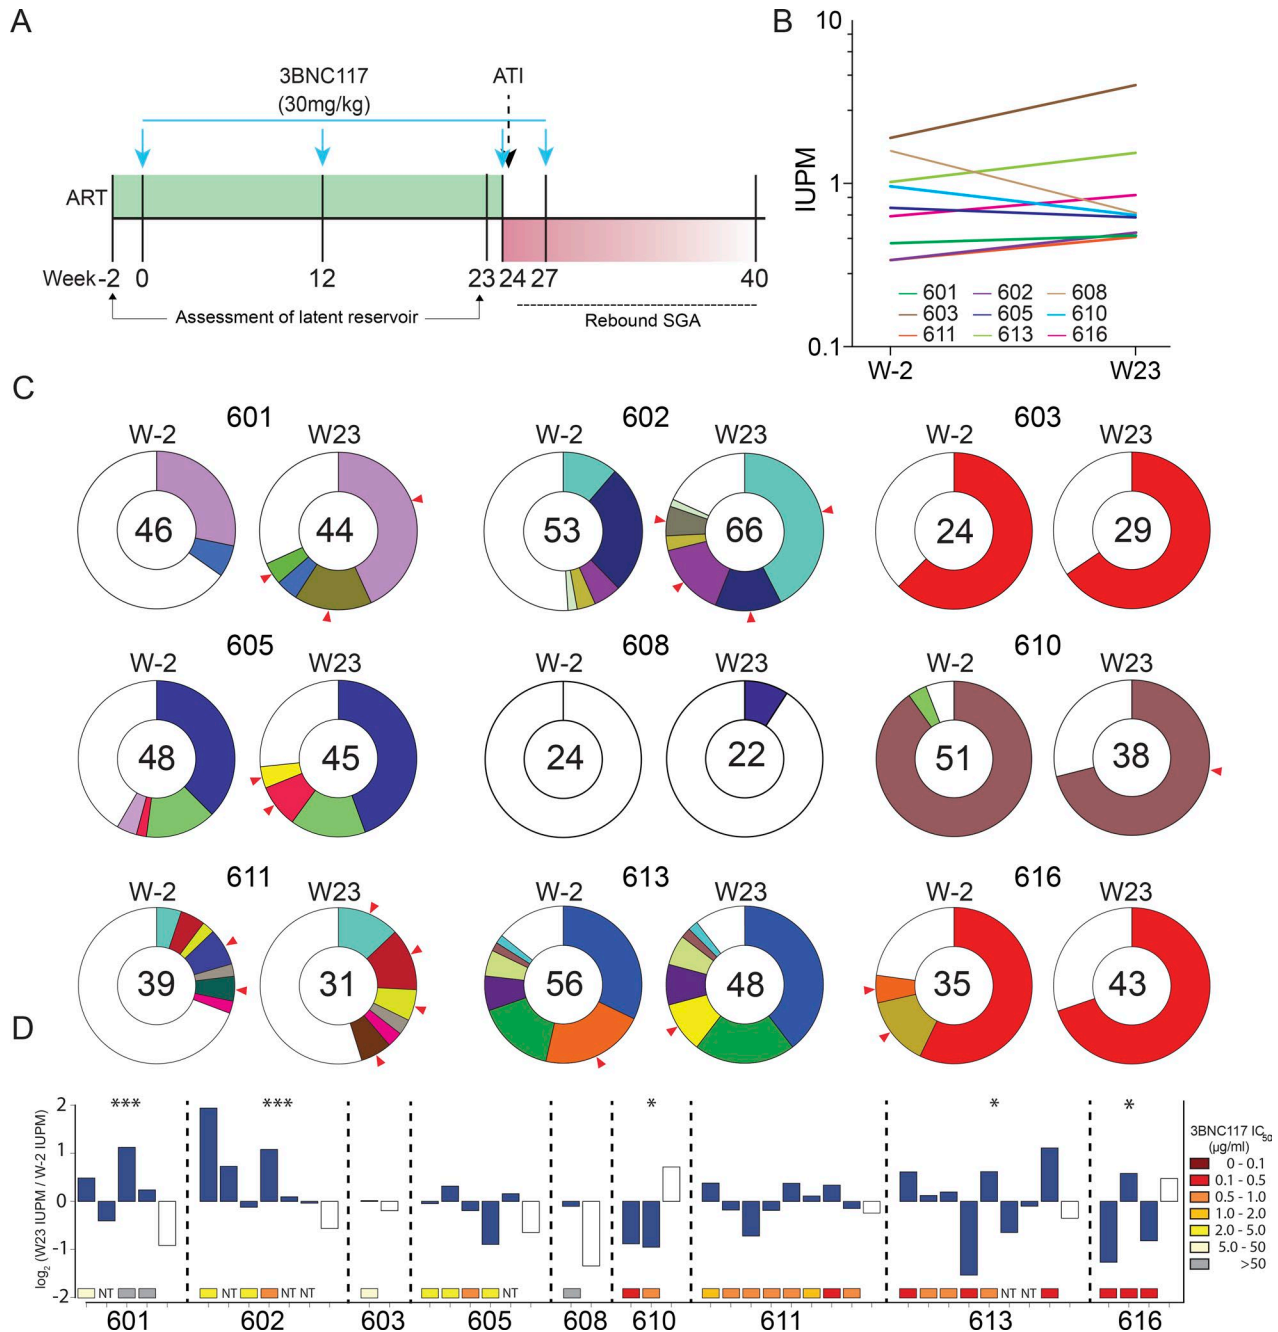 A
3BNC117
(30mg/kg)
ATI
ART
Week-2 0 12 23 24 27 40
Assessment of latent reservoir
Rebound SGA
B
10
1
0.1
IUPM
601 602 608
603 605 610
611 613 616
W-2 W23
C
601 602 603
W-2 W23 W-2 W23 W-2 W23
46 44 53 66 24 29
605 608 610
W-2 W23 W-2 W23 W-2 W23
48 45 24 22 51 38
611 613 616
W-2 W23 W-2 W23 W-2 W23
39 31 56 48 35 43
D
log2 (W23 IUPM / W-2 IUPM)
2
1
0
-1
-2
*** *** * * *
NT NT NT NT NT NT NT
601 602 603 605 608 610 611 613 616
3BNC117 IC50
(µg/ml)
0 - 0.1
0.1 - 0.5
0.5 - 1.0
1.0 - 2.0
2.0 - 5.0
5.0 - 50
>50